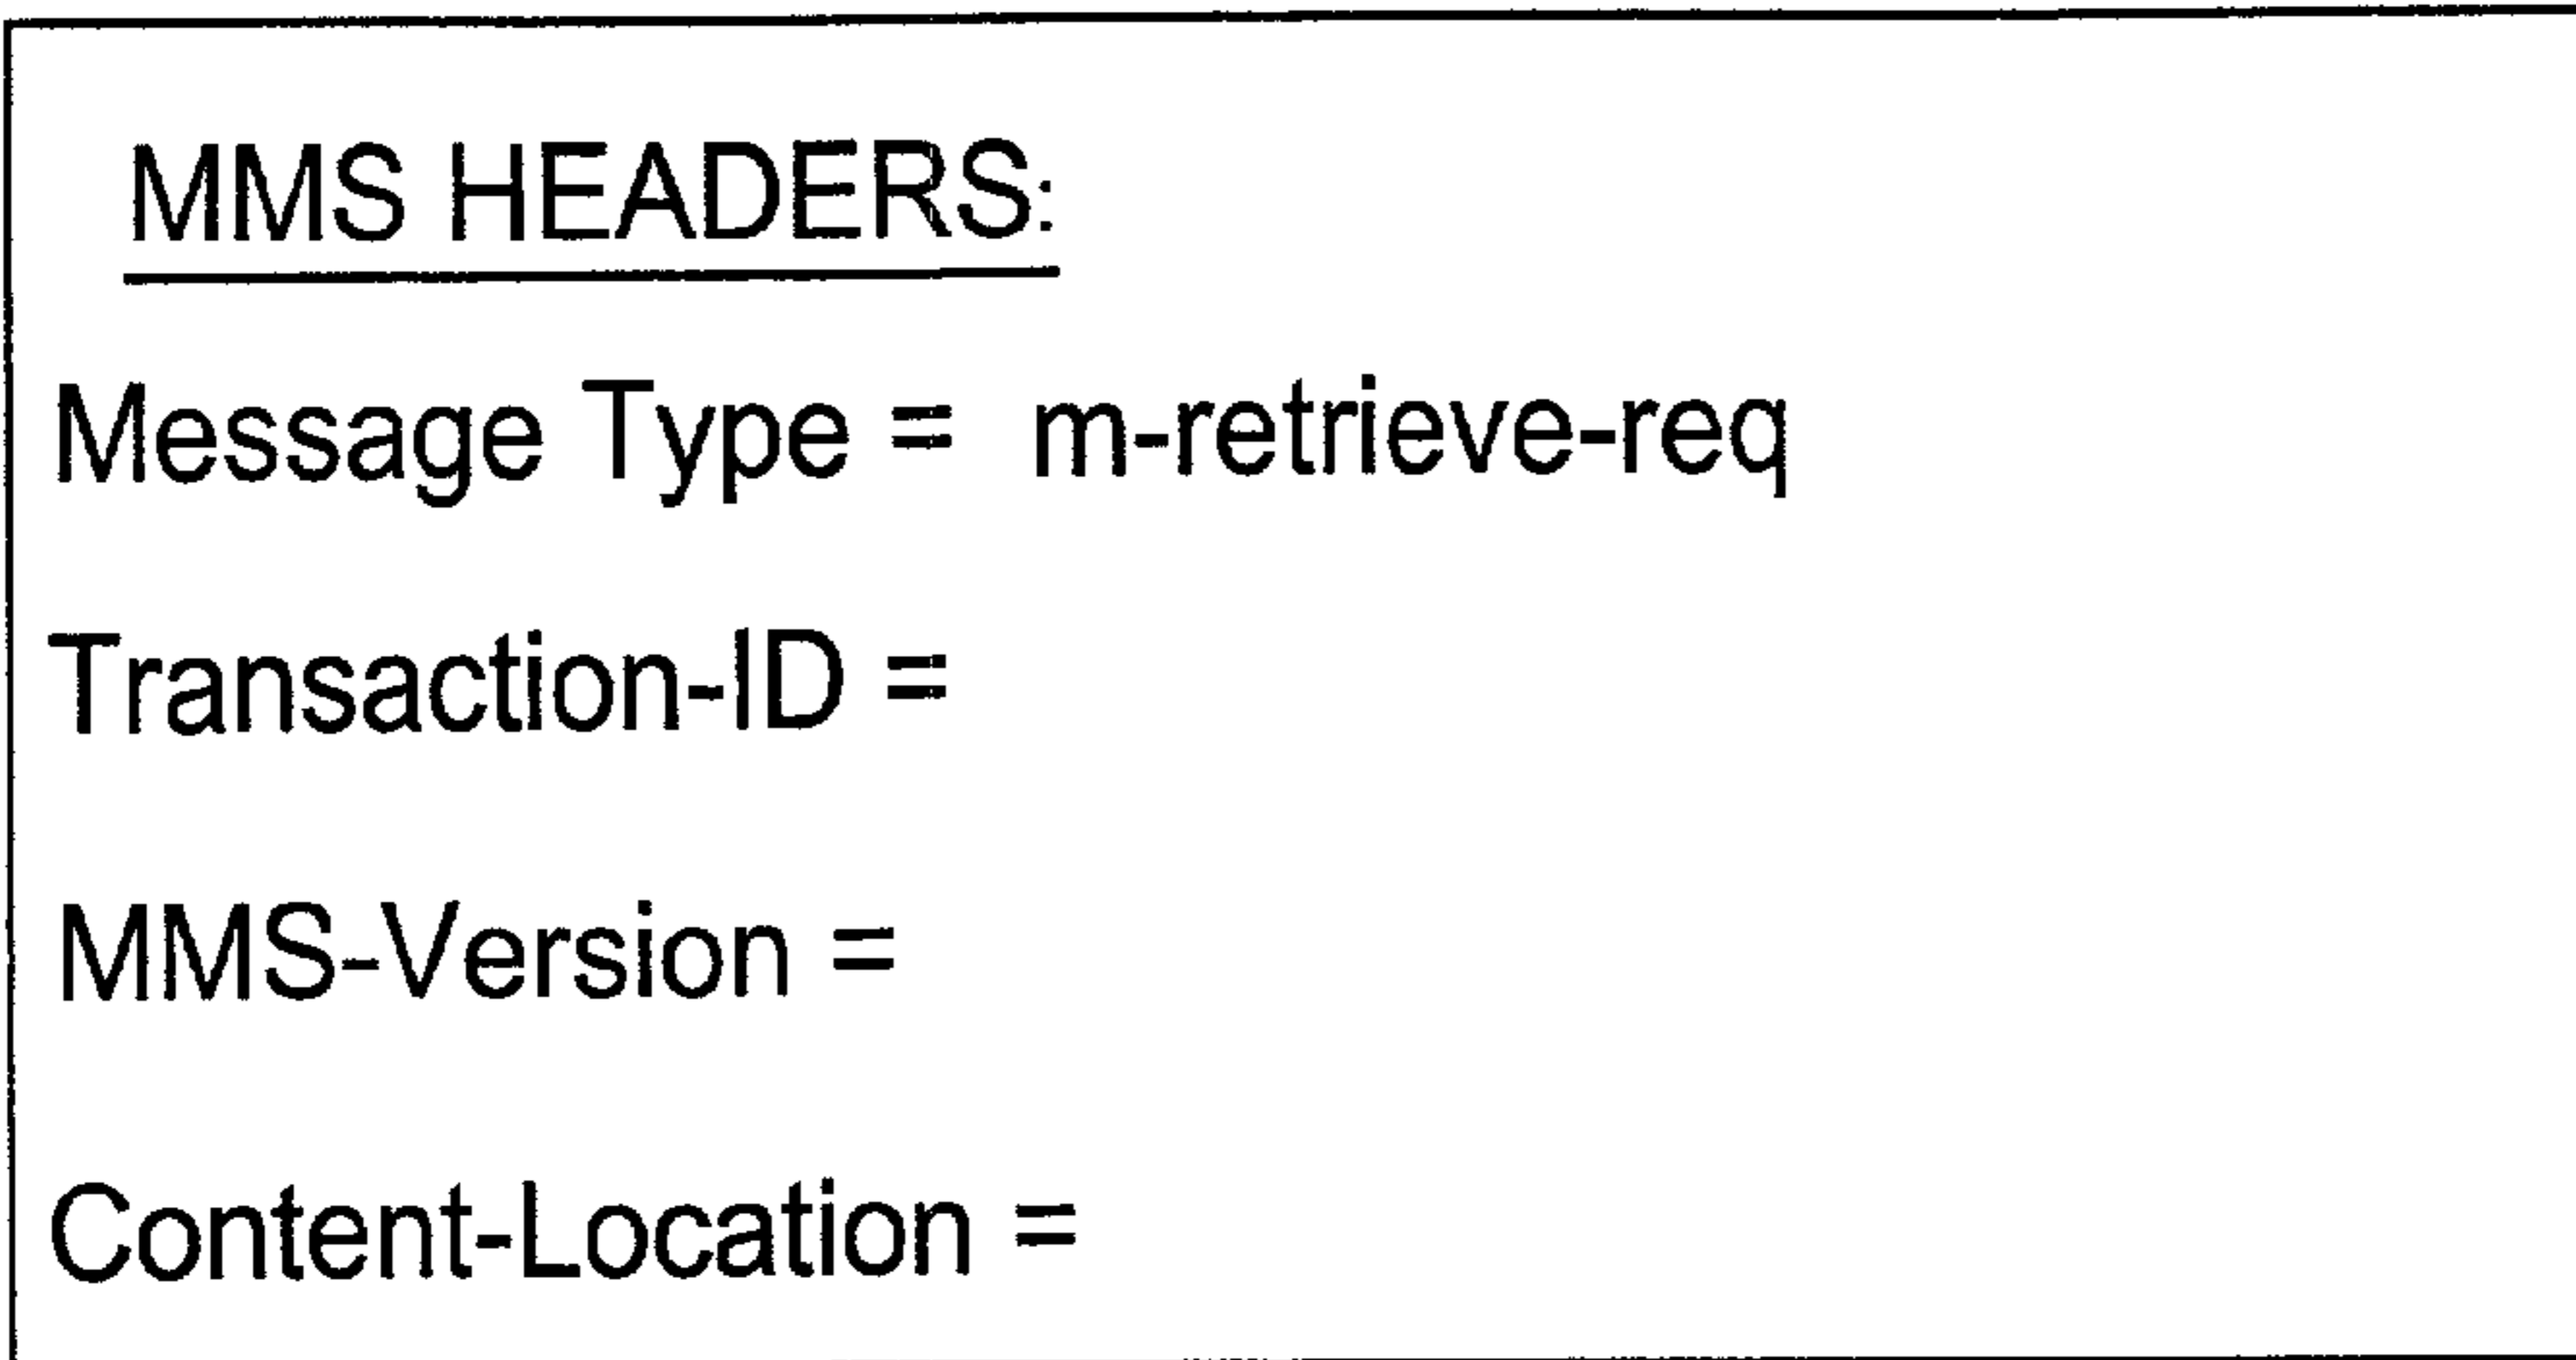 MMS HEADERS:
Message Type = m-retrieve-req
Transaction-ID =
MMS-Version =
Content-Location =